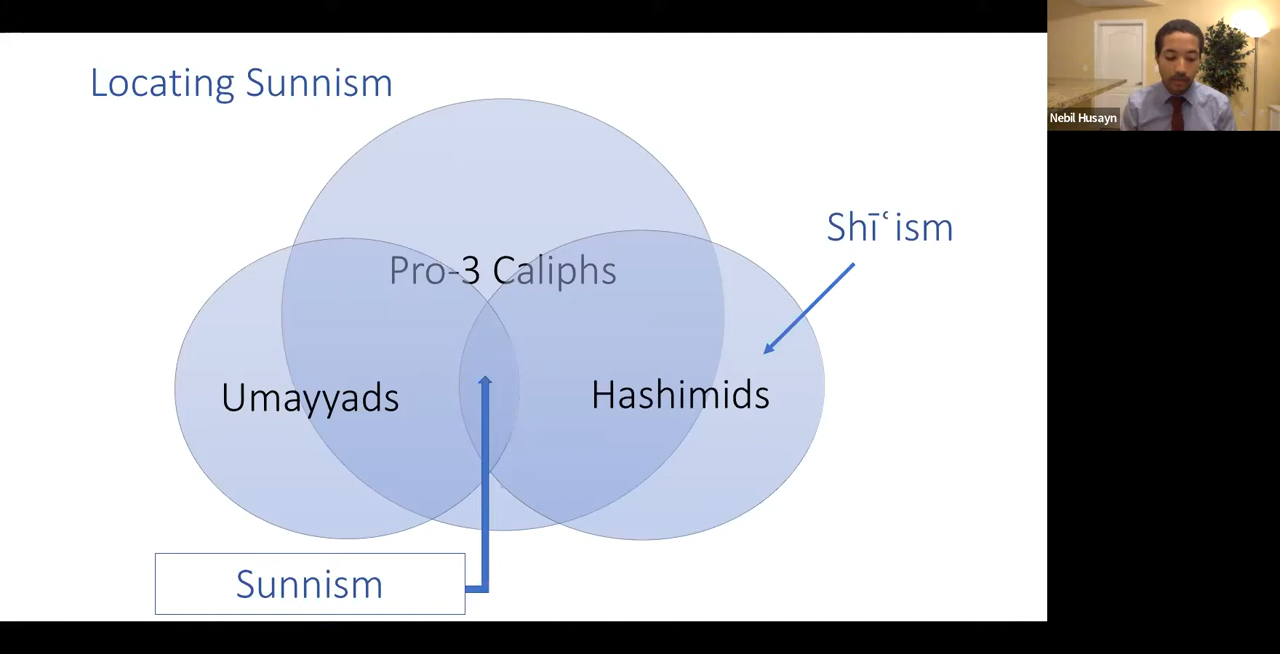 Locating Sunnism
Nebil Husayn
Shīʿism
Pro-3 Caliphs
Umayyads
Hashimids
Sunnism